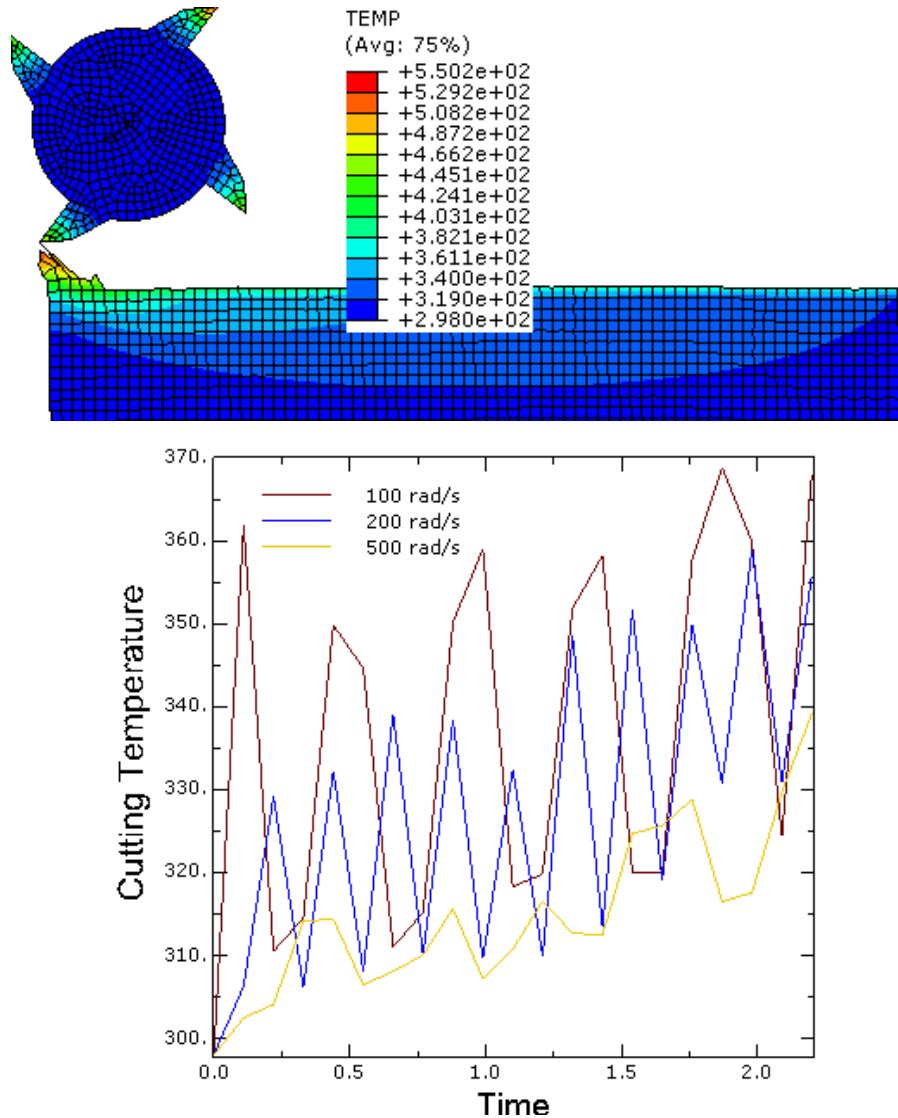 TEMP
(Avg: 75%)
+5.502e+02
+5.292e+02
+5.082e+02
+4.872e+02
+4.662e+02
+4.451e+02
+4.241e+02
+4.031e+02
+3.821e+02
+3.611e+02
+3.400e+02
+3.190e+02
+2.980e+02
370.
360.
350.
340.
330.
320.
310.
300.
Cutting Temperature
100 rad/s
200 rad/s
500 rad/s
0.0 0.5 1.0 1.5 2.0
Time